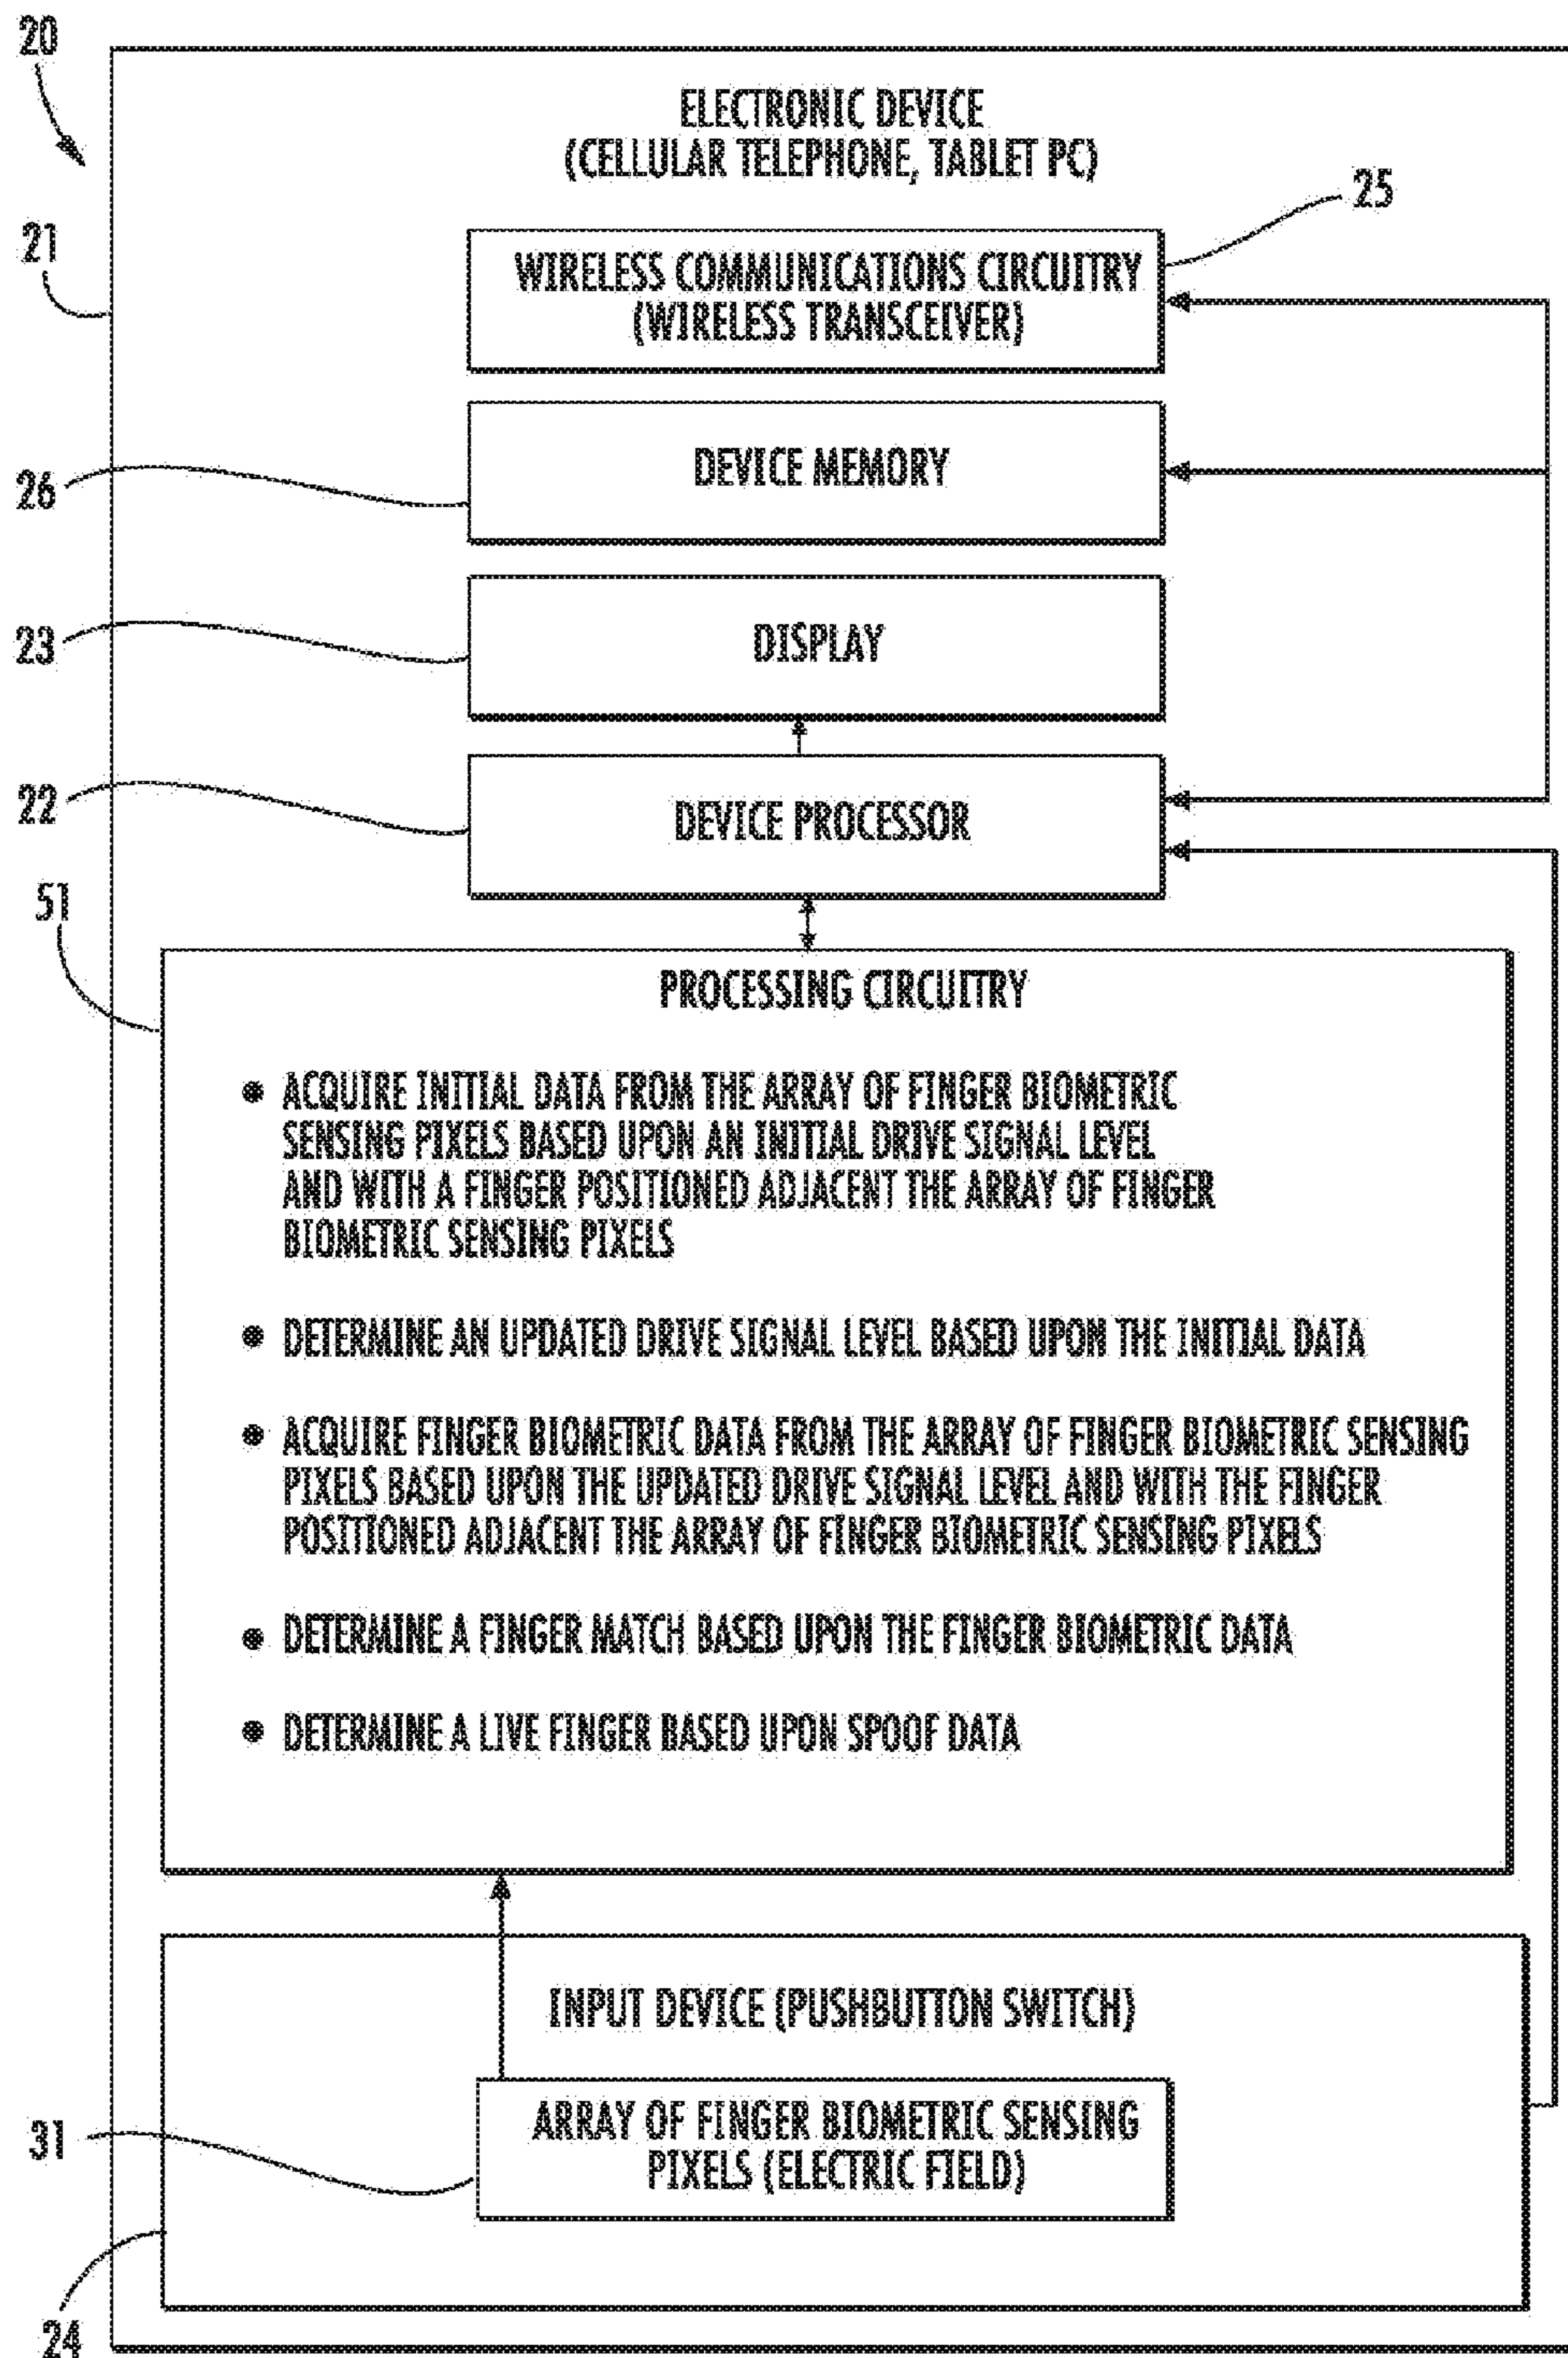 20
ELECTRONIC DEVICE
(CELLULAR TELEPHONE, TABLET PC)
25
21
WIRELESS COMMUNICATIONS CIRCUITRY
(WIRELESS TRANSCEIVER)
26
DEVICE MEMORY
23
DISPLAY
22
DEVICE PROCESSOR
51
PROCESSING CIRCUITRY
• ACQUIRE INITIAL DATA FROM THE ARRAY OF FINGER BIOMETRIC
SENSING PIXELS BASED UPON AN INITIAL DRIVE SIGNAL LEVEL
AND WITH A FINGER POSITIONED ADJACENT THE ARRAY OF FINGER
BIOMETRIC SENSING PIXELS
• DETERMINE AN UPDATED DRIVE SIGNAL LEVEL BASED UPON THE INITIAL DATA
• ACQUIRE FINGER BIOMETRIC DATA FROM THE ARRAY OF FINGER BIOMETRIC SENSING
PIXELS BASED UPON THE UPDATED DRIVE SIGNAL LEVEL AND WITH THE FINGER
POSITIONED ADJACENT THE ARRAY OF FINGER BIOMETRIC SENSING PIXELS
• DETERMINE A FINGER MATCH BASED UPON THE FINGER BIOMETRIC DATA
• DETERMINE A LIVE FINGER BASED UPON SPOOF DATA
INPUT DEVICE (PUSHBUTTON SWITCH)
31
ARRAY OF FINGER BIOMETRIC SENSING
PIXELS (ELECTRIC FIELD)
24